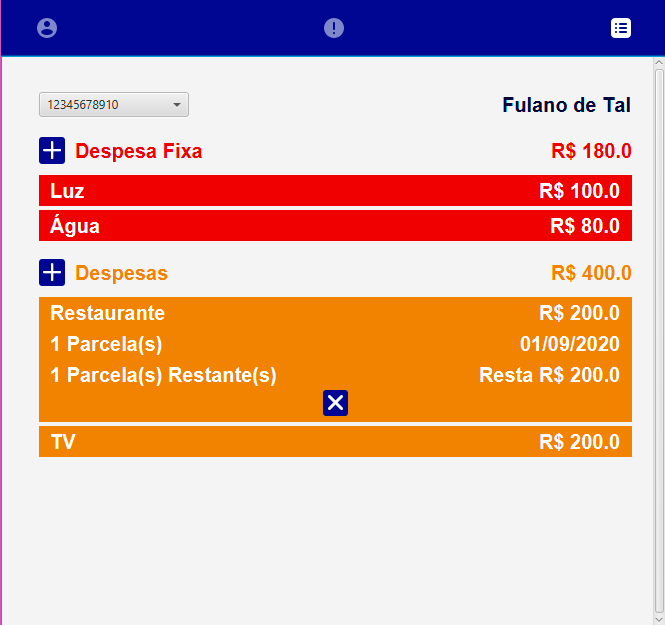 12345678910 Fulano de Tal
Despesa Fixa R$ 180.0
Luz R$ 100.0
Água R$ 80.0
Despesas R$ 400.0
Restaurante R$ 200.0
1 Parcela(s) 01/09/2020
1 Parcela(s) Restante(s) Resta R$ 200.0
TV R$ 200.0